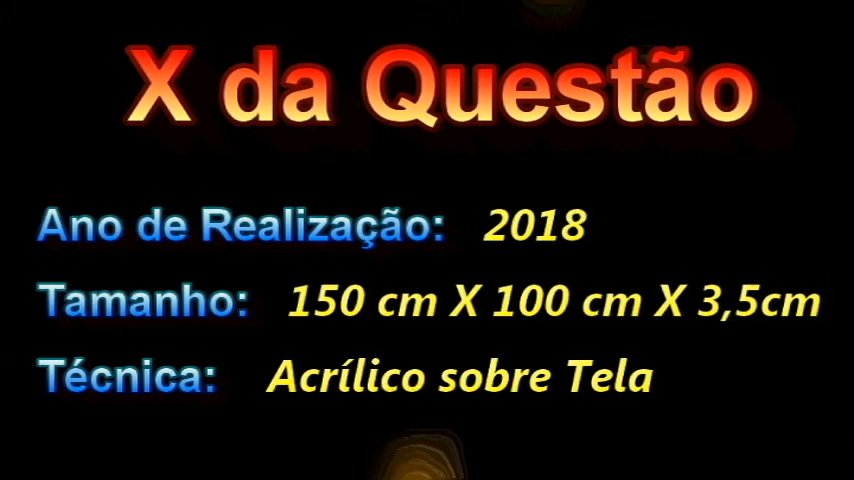 X da Questão
Ano de Realização: 2018
Tamanho: 150 cm X 100 cm X 3,5cm
Técnica: Acrílico sobre Tela